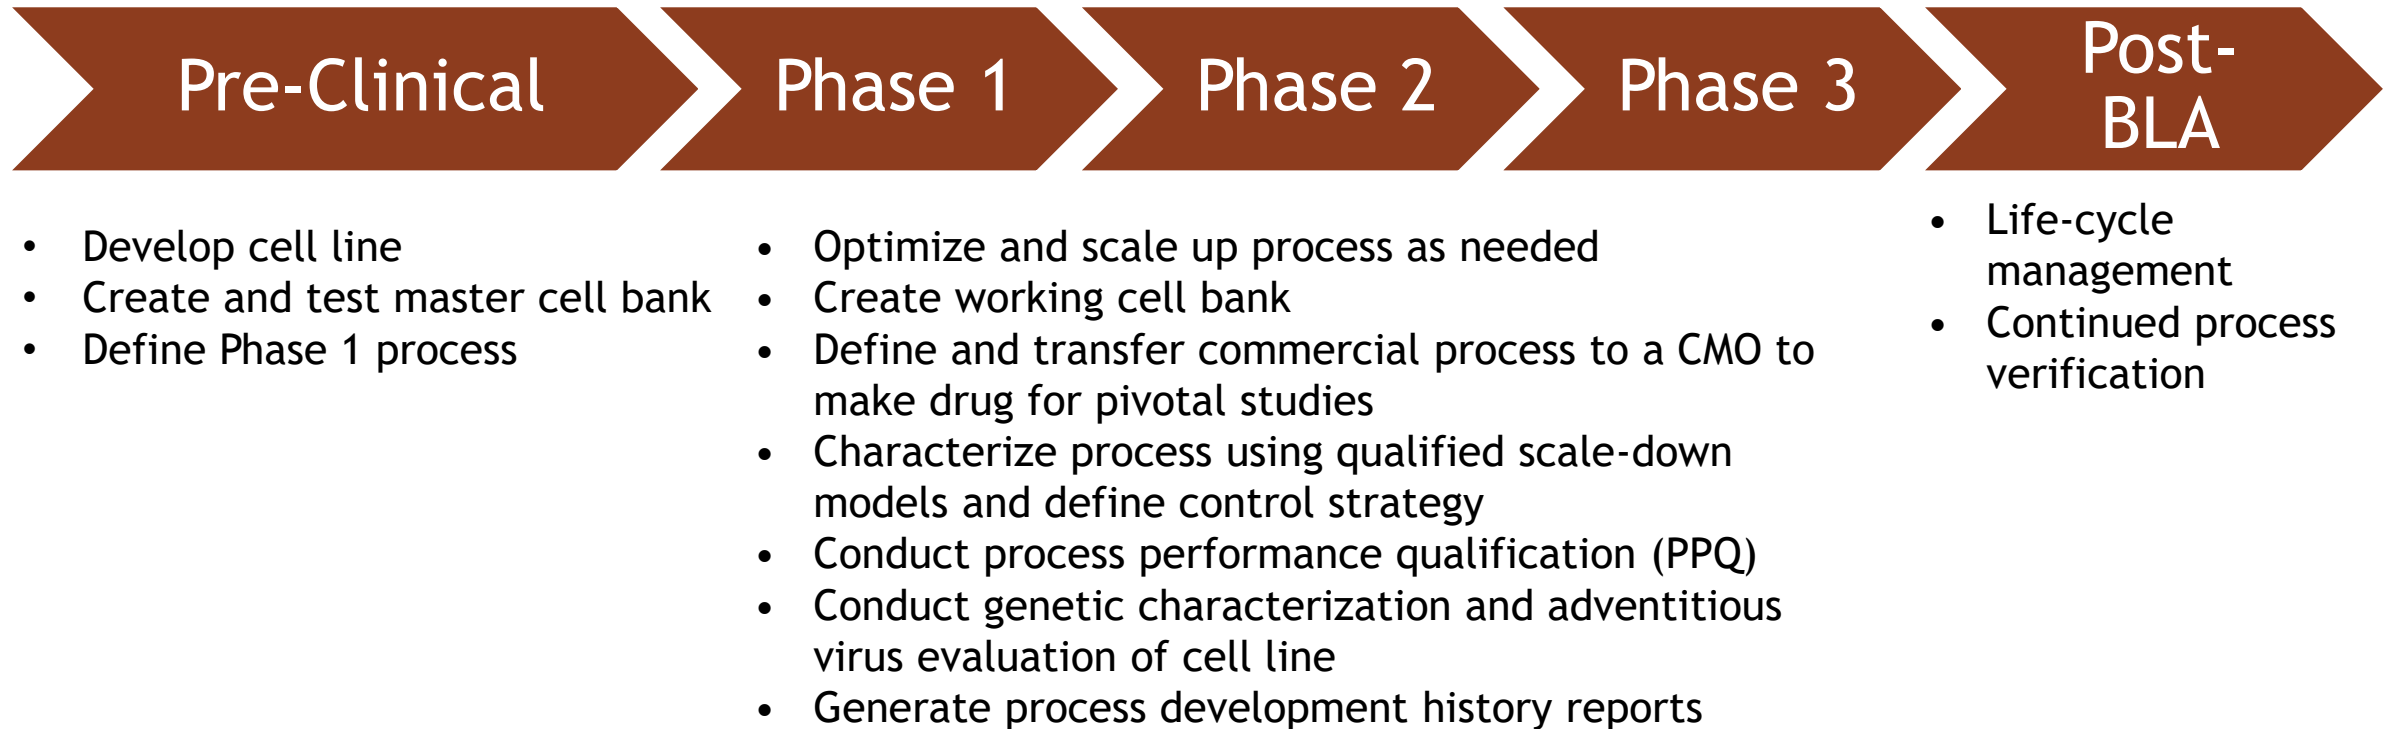 Pre-Clinical
Phase 1
Phase 2
Phase 3
Post-
BLA
• Develop cell line
• Create and test master cell bank
• Define Phase 1 process
• Optimize and scale up process as needed
• Create working cell bank
• Define and transfer commercial process to a CMO to
make drug for pivotal studies
• Characterize process using qualified scale-down
models and define control strategy
• Conduct process performance qualification (PPQ)
• Conduct genetic characterization and adventitious
virus evaluation of cell line
• Generate process development history reports
• Life-cycle
management
• Continued process
verification